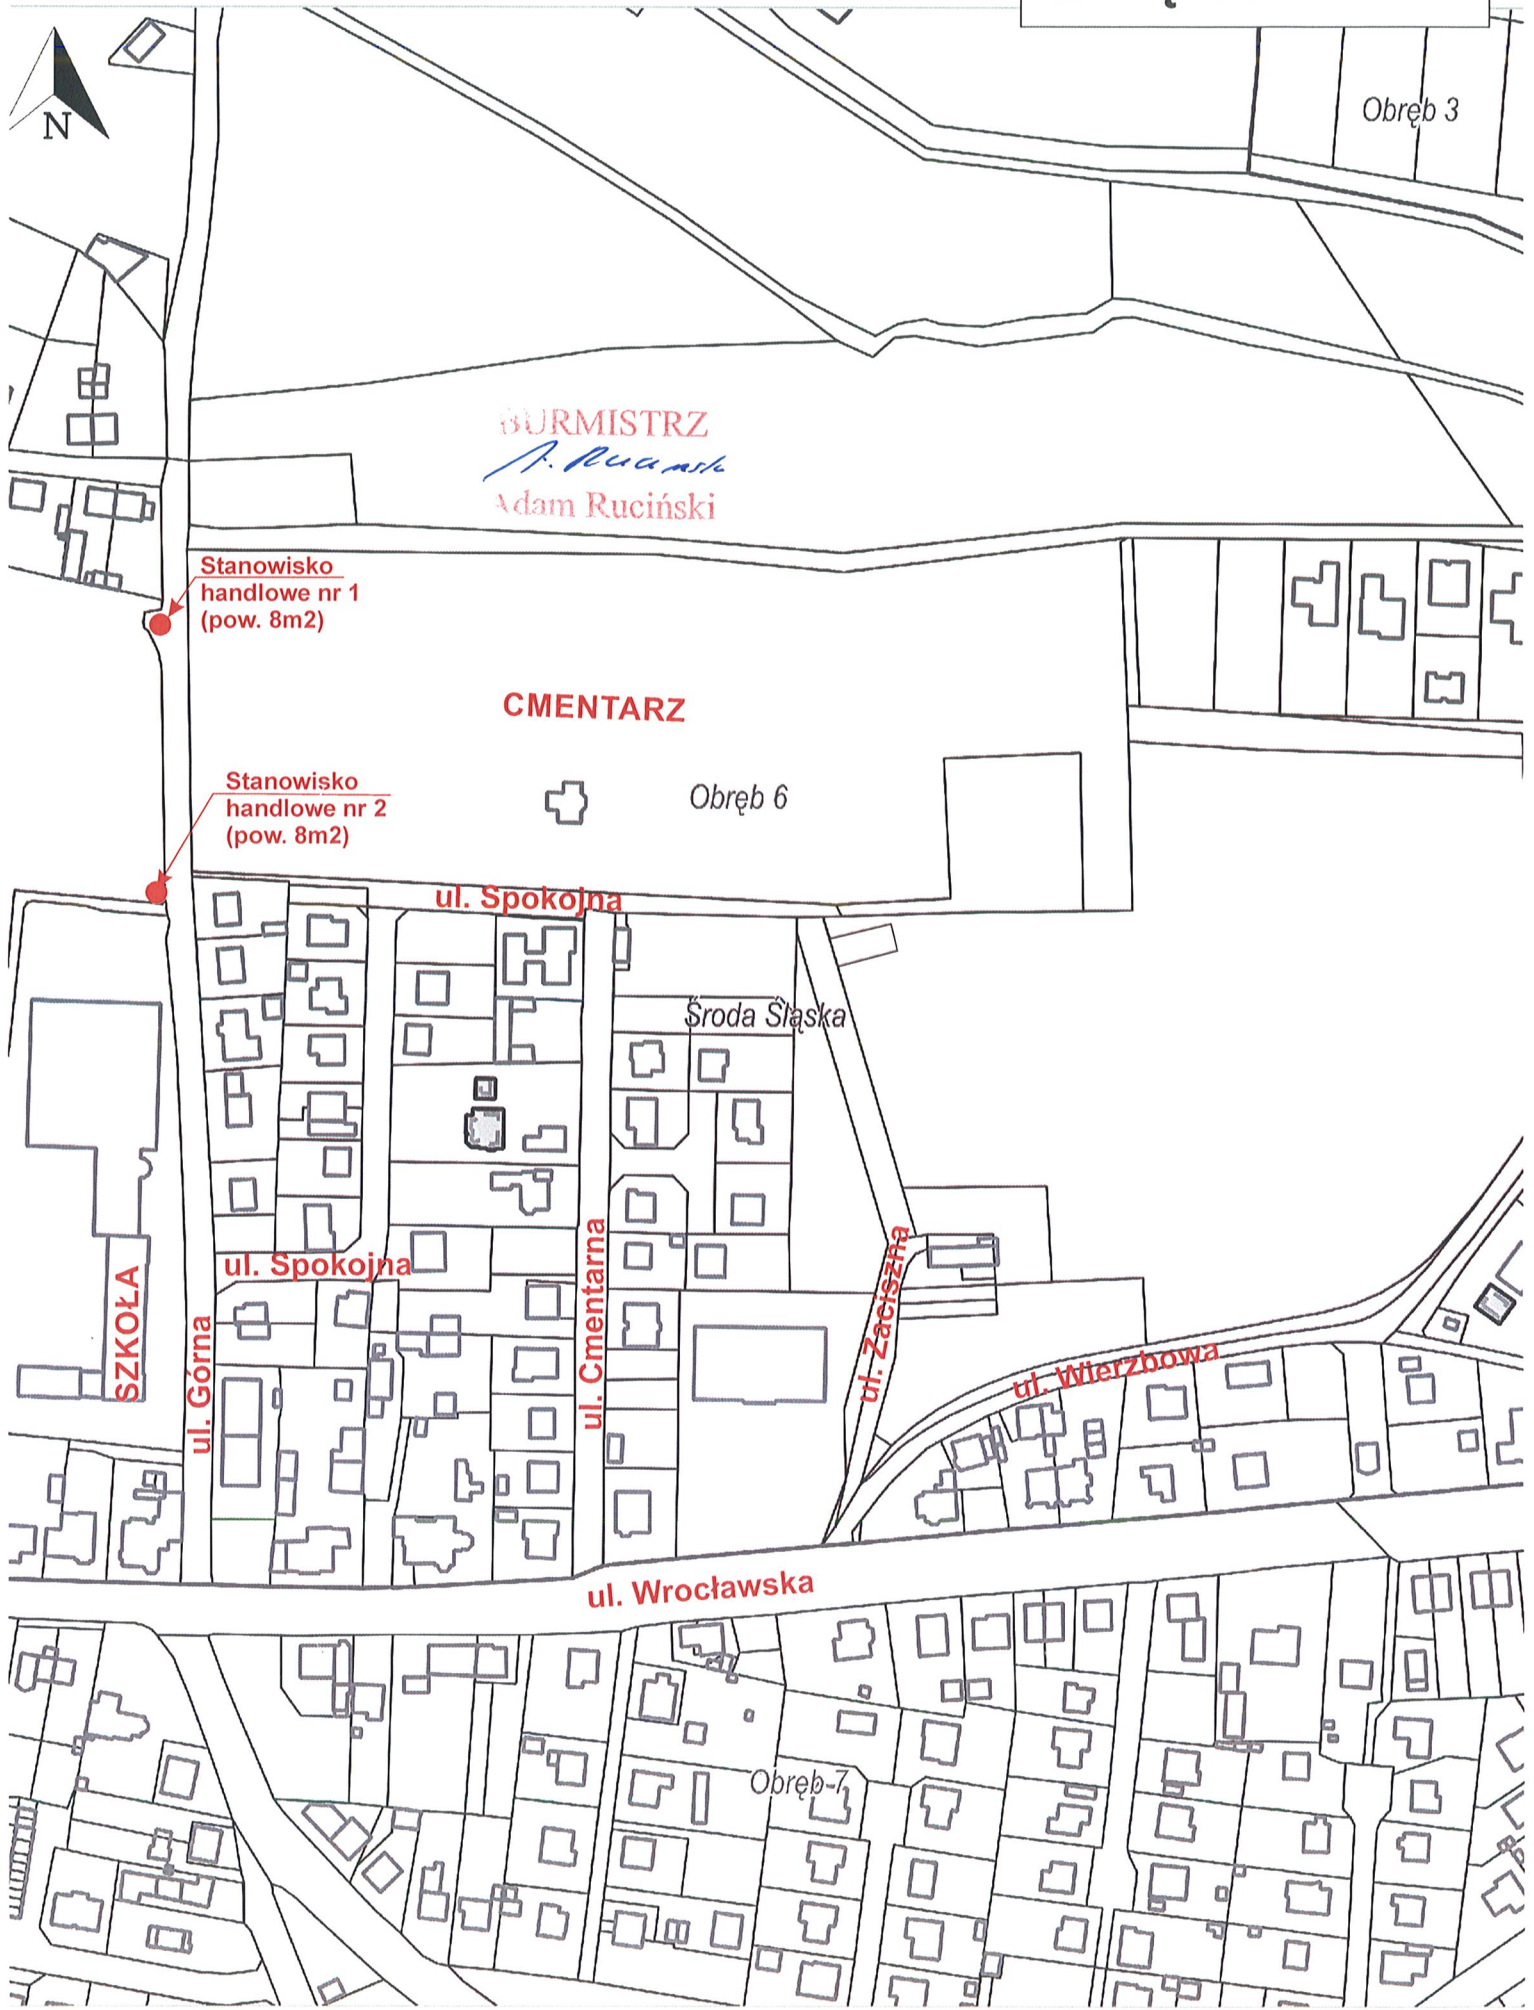 N
Obręb 3
BURMISTRZ
Adam Ruciński
Stanowisko
handlowe nr 1
(pow. 8m2)
CMENTARZ
Stanowisko
handlowe nr 2
(pow. 8m2)
Obręb 6
ul. Spokojna
Środa Śląska
ul. Spokojna
SZKOŁA
ul. Górna
ul. Cmentarna
ul. Zaciszna
ul. Wierzbowa
ul. Wrocławska
Obręb-7